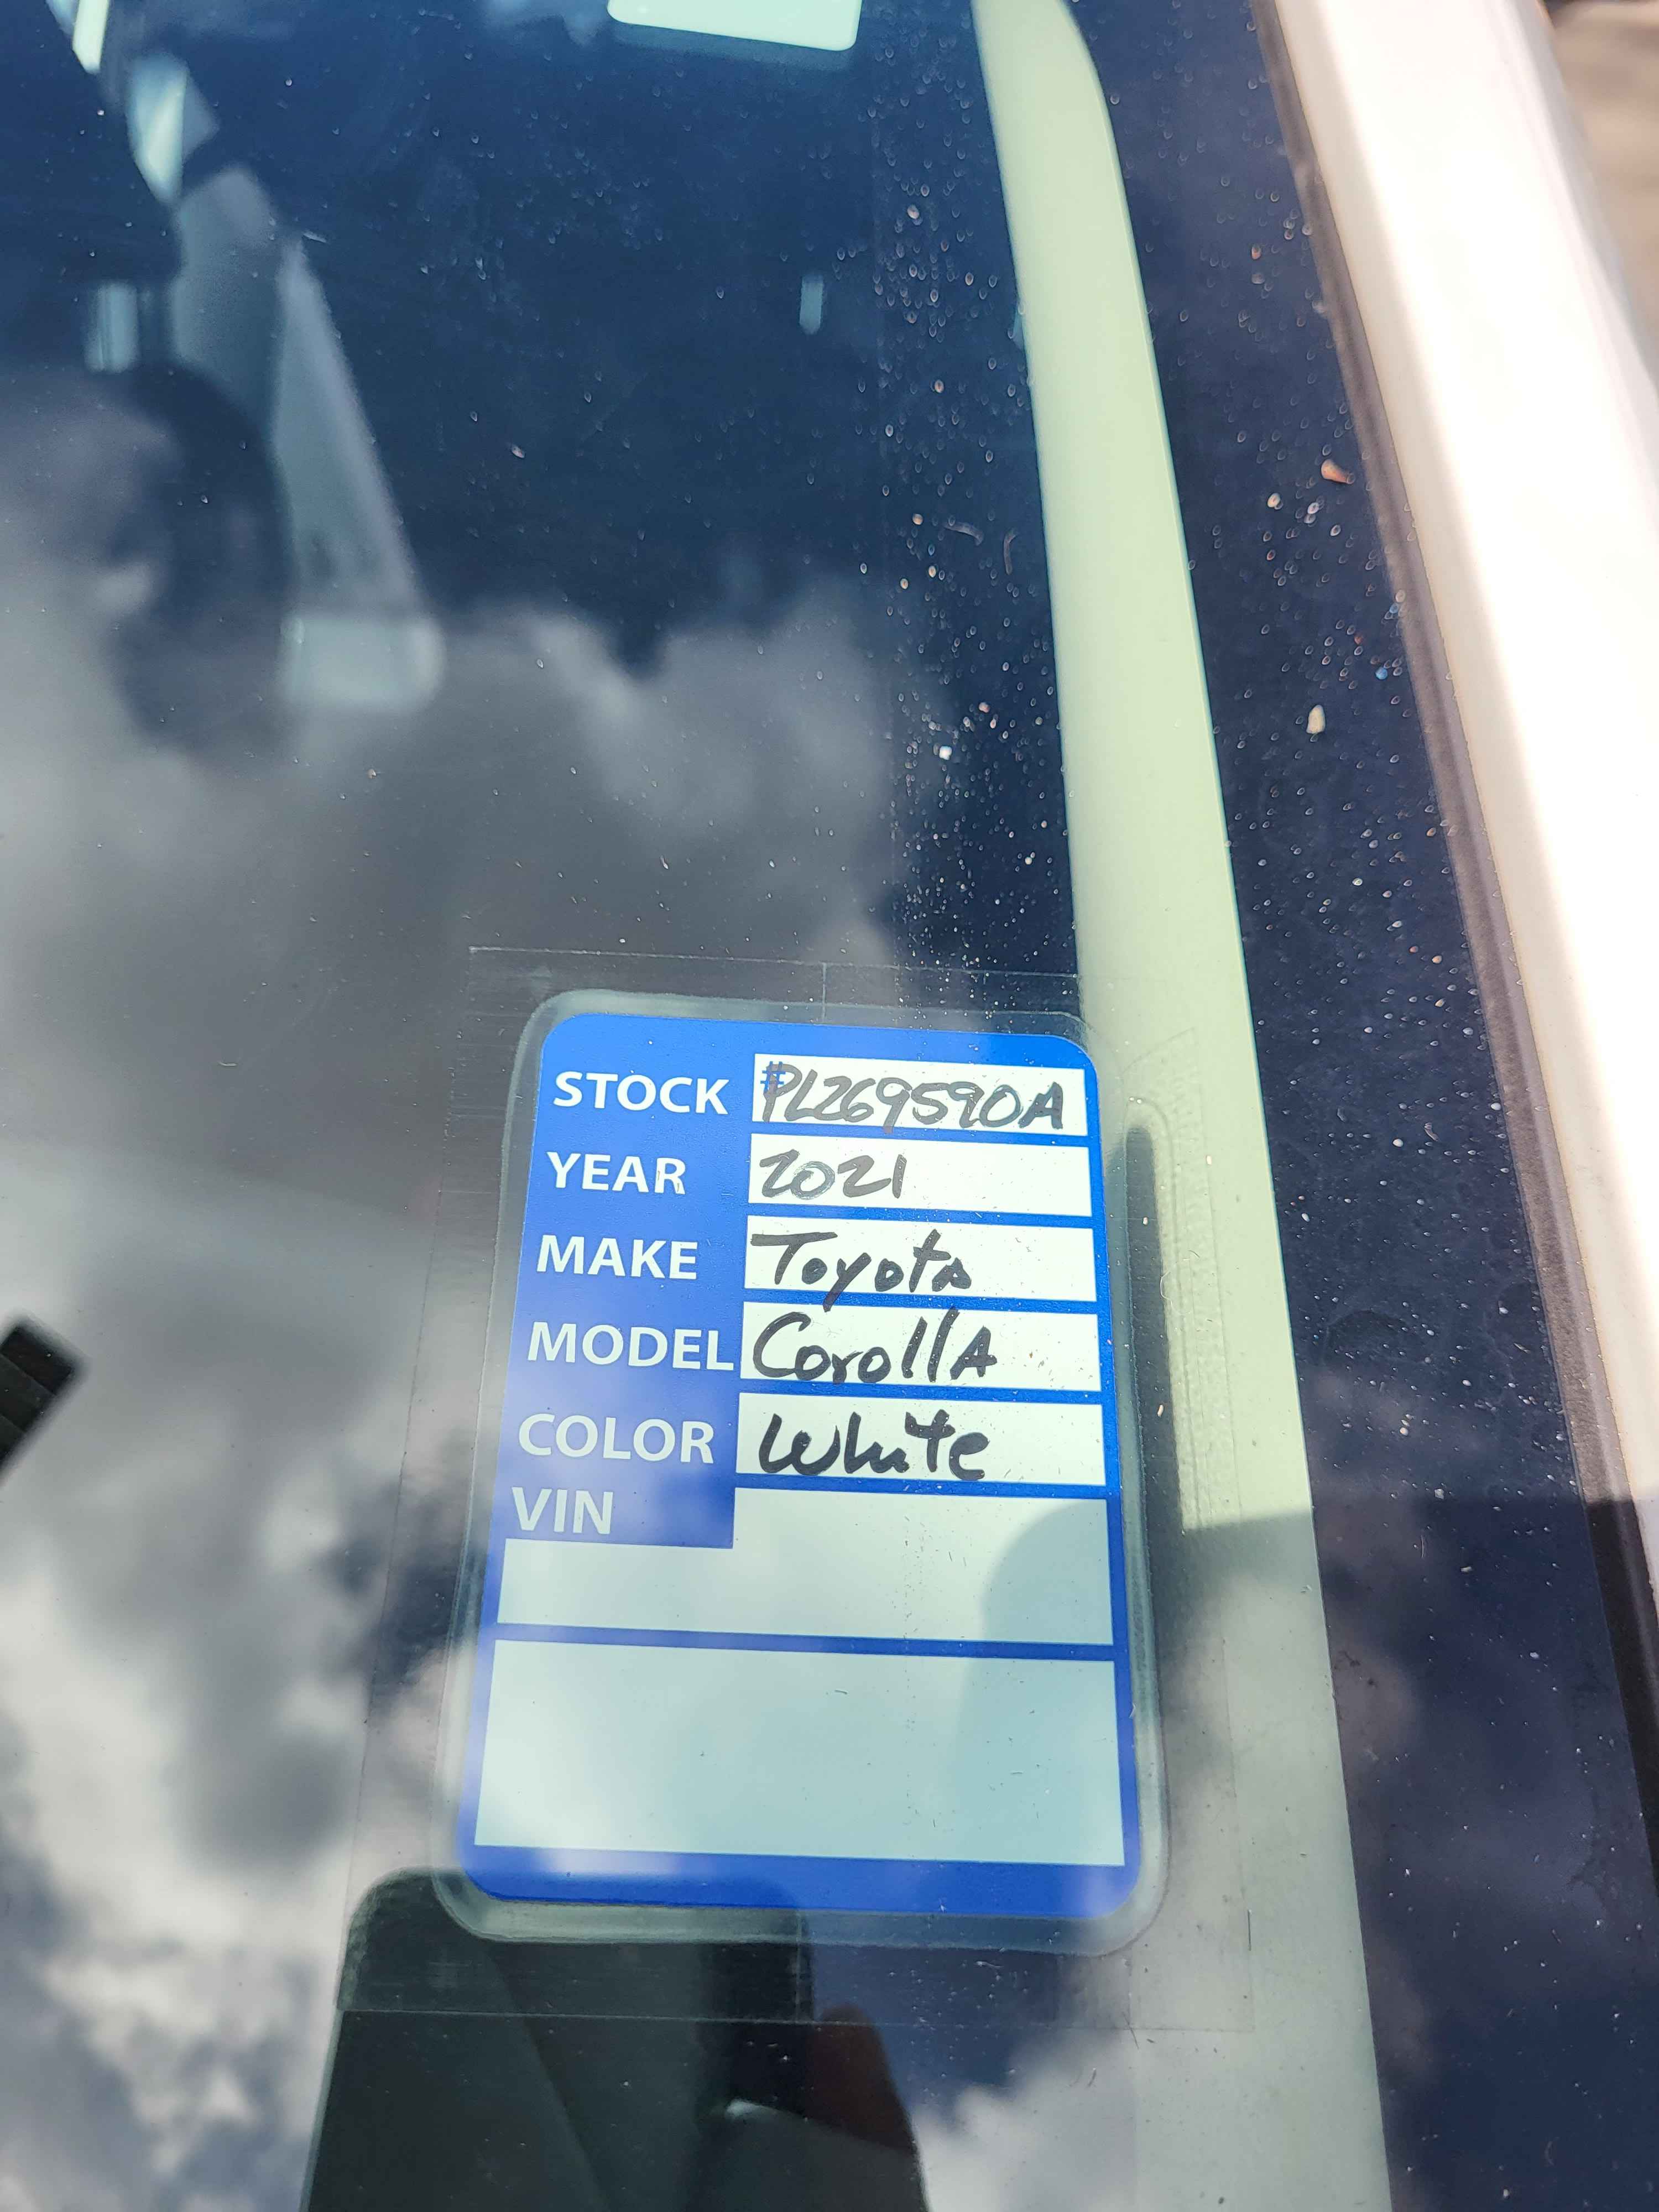 STOCK #PL269590A
YEAR 2021
MAKE Toyota
MODEL CorollA
COLOR White
VIN